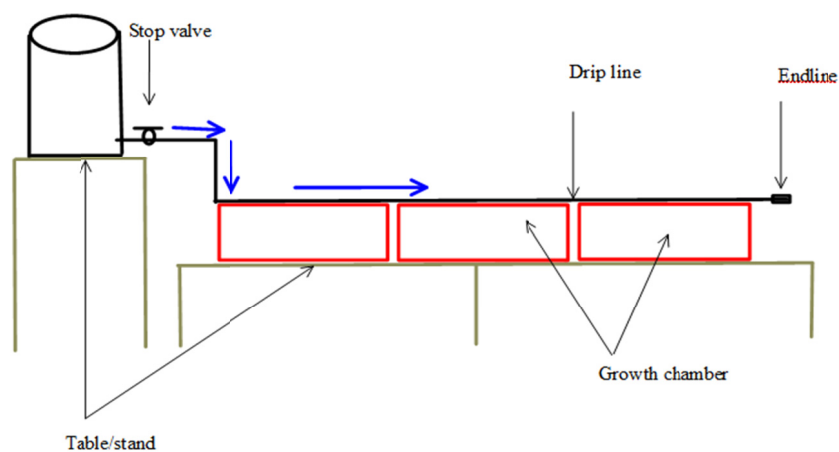 Stop valve
Drip line
Endline
Growth chamber
Table/stand